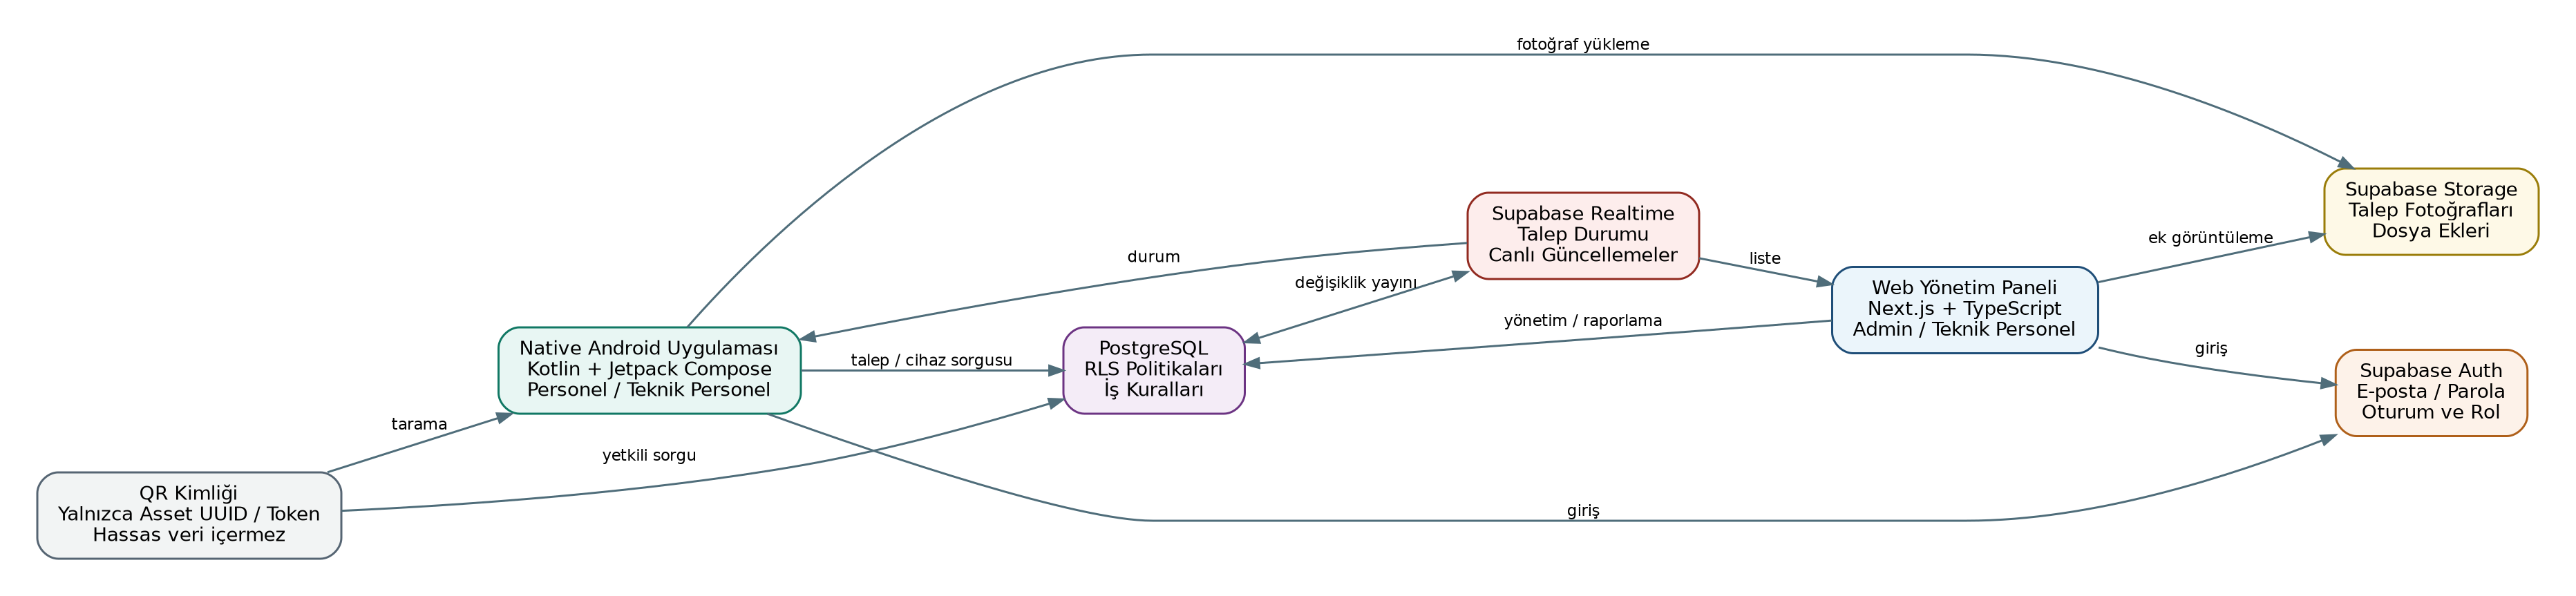 fotoğraf yükleme
Supabase Storage
Talep Fotoğrafları
Dosya Ekleri
Supabase Realtime
Talep Durumu
Canlı Güncellemeler
durum
değişiklik yayını
liste
ek görüntüleme
Web Yönetim Paneli
Next.js + TypeScript
Admin / Teknik Personel
yönetim / raporlama
giriş
Native Android Uygulaması
Kotlin + Jetpack Compose
Personel / Teknik Personel
talep / cihaz sorgusu
PostgreSQL
RLS Politikaları
İş Kuralları
Supabase Auth
E-posta / Parola
Oturum ve Rol
tarama
yetkili sorgu
QR Kimliği
Yalnızca Asset UUID / Token
Hassas veri içermez
giriş